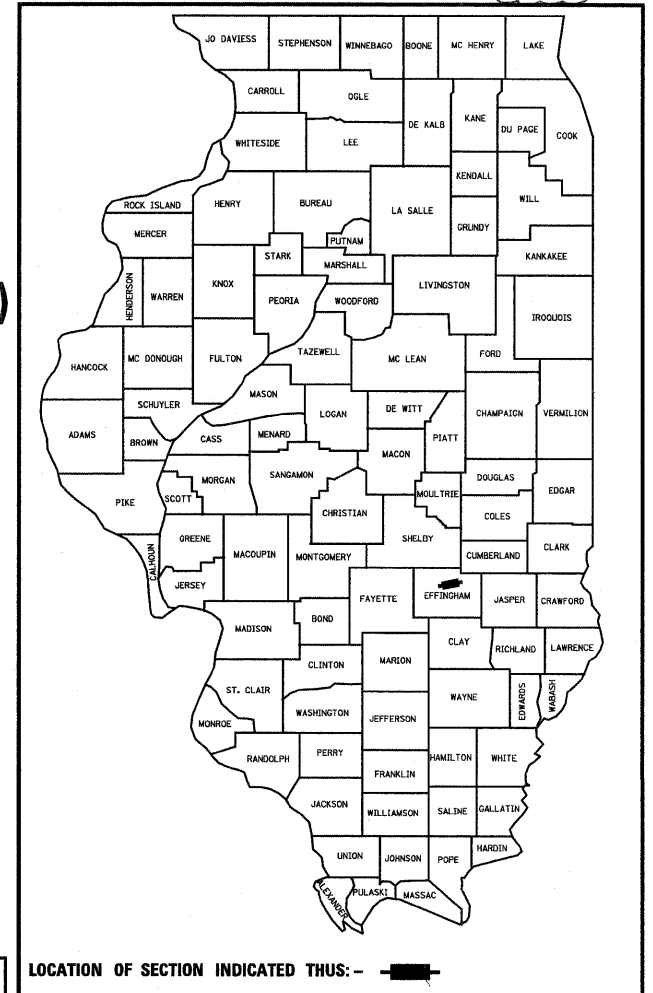 JO DAVIESS STEPHENSON WINNEBAGO BOONE MC HENRY LAKE
CARROLL OGLE
DE KALB KANE DU PAGE COOK
WHITESIDE LEE
KENDALL
ROCK ISLAND HENRY BUREAU LA SALLE WILL
MERCER PUTNAM GRUNDY
STARK MARSHALL KANKAKEE
HENDERSON WARREN KNOX PEORIA WOODFORD LIVINGSTON
IROQUOIS
HANCOCK MC DONOUGH FULTON TAZEWELL MC LEAN FORD
MASON
SCHUYLER LOGAN DE WITT CHAMPAIGN VERMILION
ADAMS BROWN CASS MENARD PIATT
MACON
MORGAN SANGAMON DOUGLAS
PIKE SCOTT MOULTRIE EDGAR
CHRISTIAN COLES
GREENE SHELBY
CALHOUN MACOUPIN MONTGOMERY CUMBERLAND CLARK
JERSEY FAYETTE EFFINGHAM JASPER CRAWFORD
MADISON BOND
CLAY RICHLAND LAWRENCE
CLINTON MARION
ST. CLAIR WAYNE EDWARDS WABASH
MONROE WASHINGTON JEFFERSON
RANDOLPH PERRY HAMILTON WHITE
FRANKLIN
JACKSON WILLIAMSON SALINE GALLATIN
UNION JOHNSON POPE HARDIN
ALEXANDER PULASKI MASSAC
LOCATION OF SECTION INDICATED THUS: –